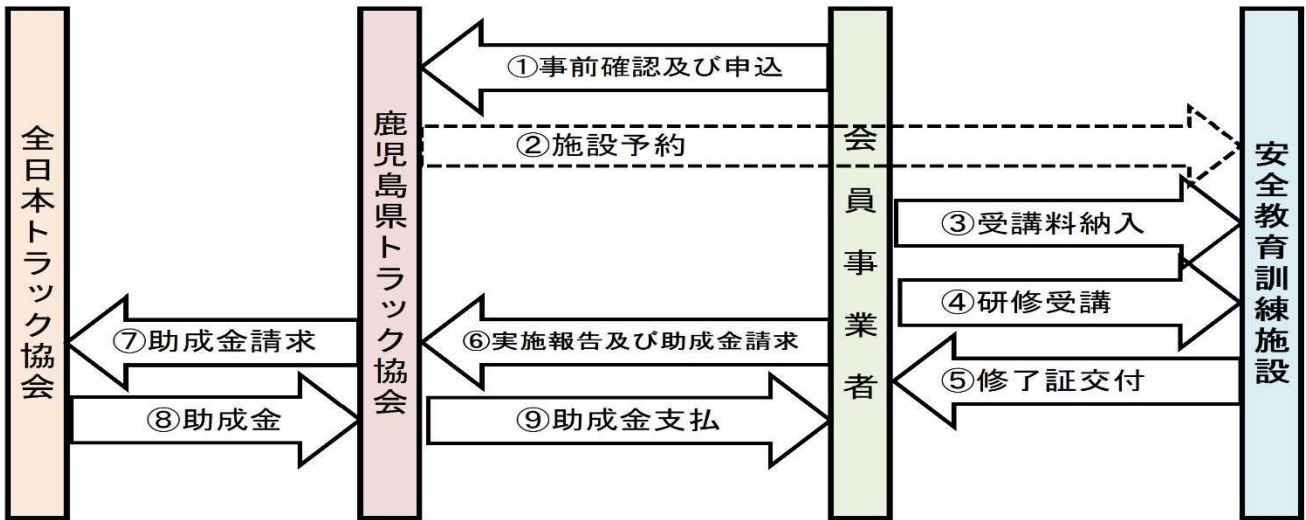 全日本トラック協会
鹿児島県トラック協会
会員事業者
安全教育訓練施設
①事前確認及び申込
②施設予約
③受講料納入
④研修受講
⑤修了証交付
⑥実施報告及び助成金請求
⑦助成金請求
⑧助成金
⑨助成金支払